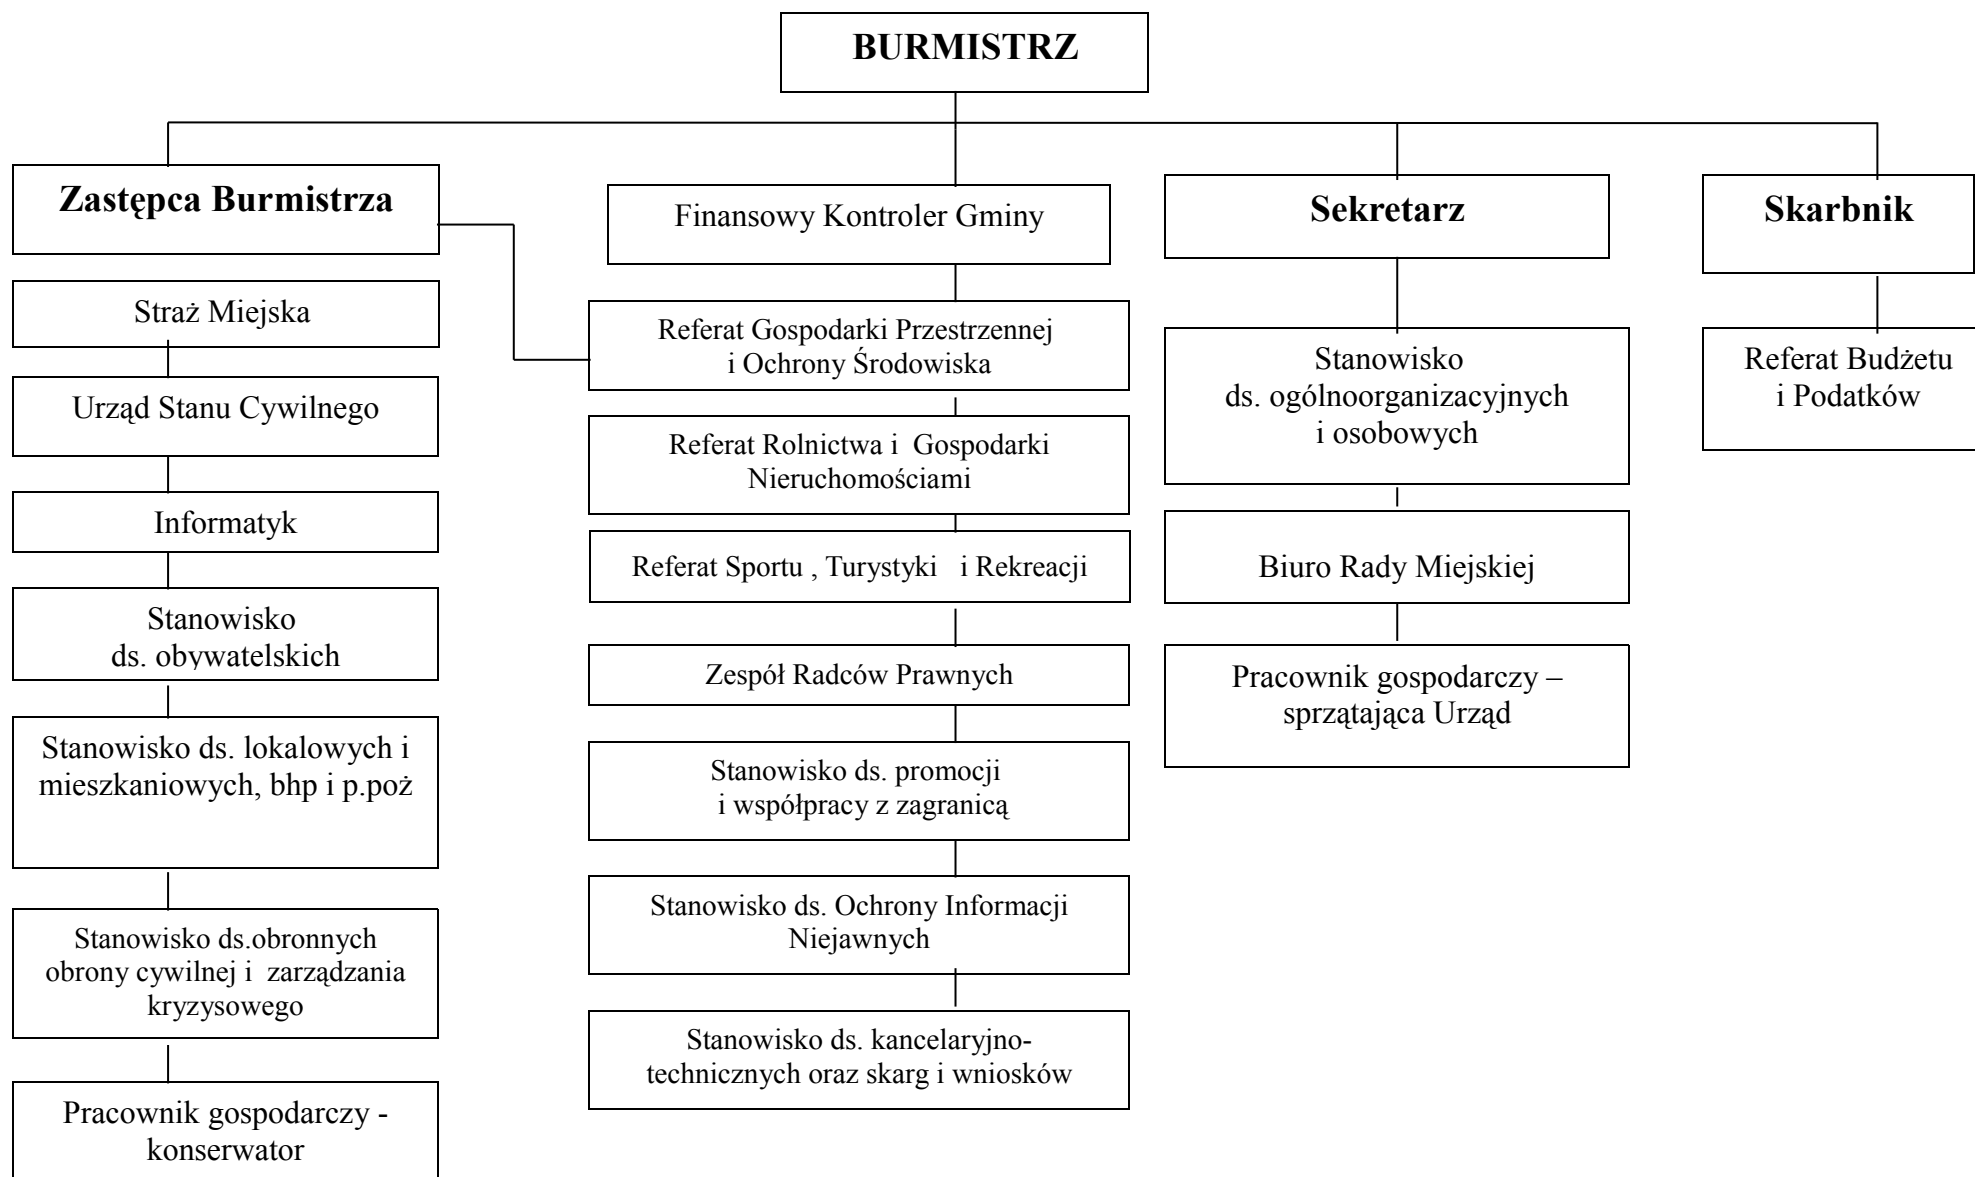 BURMISTRZ
Zastępca Burmistrza
Straż Miejska
Urząd Stanu Cywilnego
Informatyk
Stanowisko
ds. obywatelskich
Stanowisko ds. lokalowych i
mieszkaniowych, bhp i p.poż
Stanowisko ds.obronnych
obrony cywilnej i zarządzania
kryzysowego
Pracownik gospodarczy -
konserwator
Finansowy Kontroler Gminy
Referat Gospodarki Przestrzennej
i Ochrony Środowiska
Referat Rolnictwa i Gospodarki
Nieruchomościami
Referat Sportu , Turystyki i Rekreacji
Zespół Radców Prawnych
Stanowisko ds. promocji
i współpracy z zagranicą
Stanowisko ds. Ochrony Informacji
Niejawnych
Stanowisko ds. kancelaryjno-
technicznych oraz skarg i wniosków
Sekretarz
Stanowisko
ds. ogólnoorganizacyjnych
i osobowych
Biuro Rady Miejskiej
Pracownik gospodarczy –
sprzątająca Urząd
Skarbnik
Referat Budżetu
i Podatków